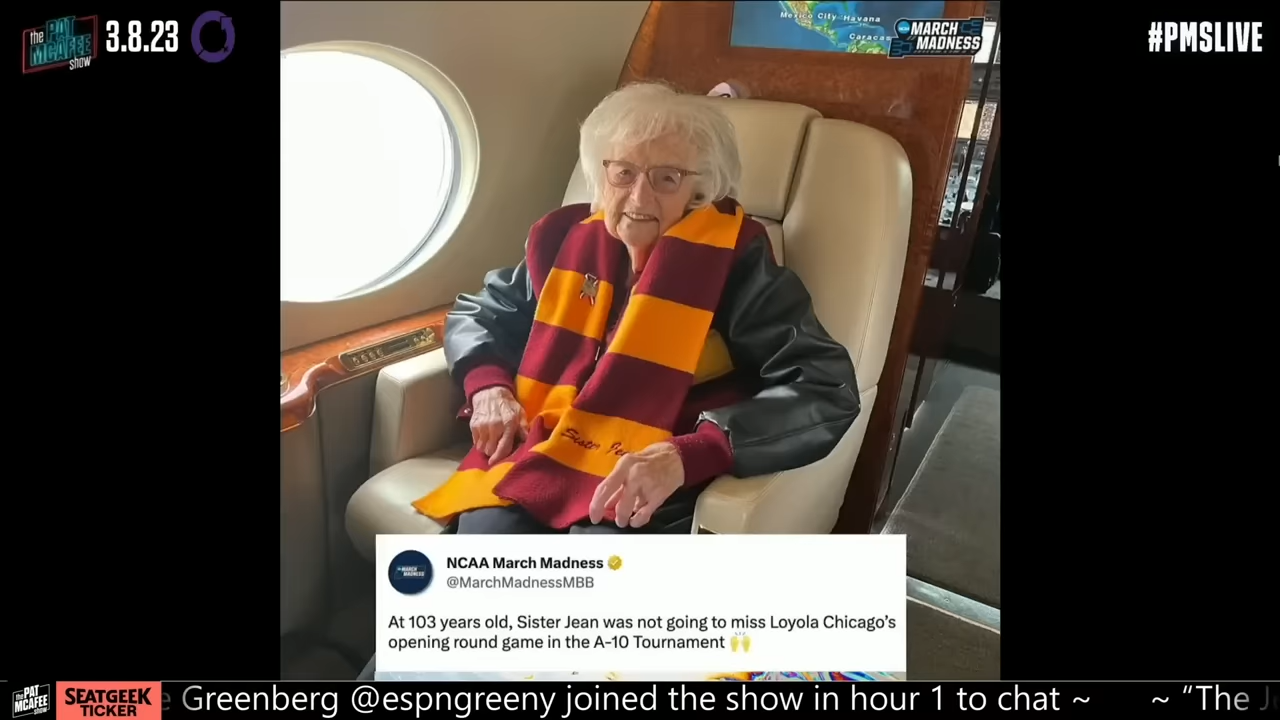 the PAT McAFEE show
3.8.23
Mexico City Havana
Caracas
MARCH MADNESS
#PMSLIVE
Sister Je
NCAA March Madness
@MarchMadnessMBB
At 103 years old, Sister Jean was not going to miss Loyola Chicago’s
opening round game in the A-10 Tournament 🙌
the PAT McAFEE show
SEATGEEK
TICKER
Greenberg @espngreeny joined the show in hour 1 to chat ~ ~ “The